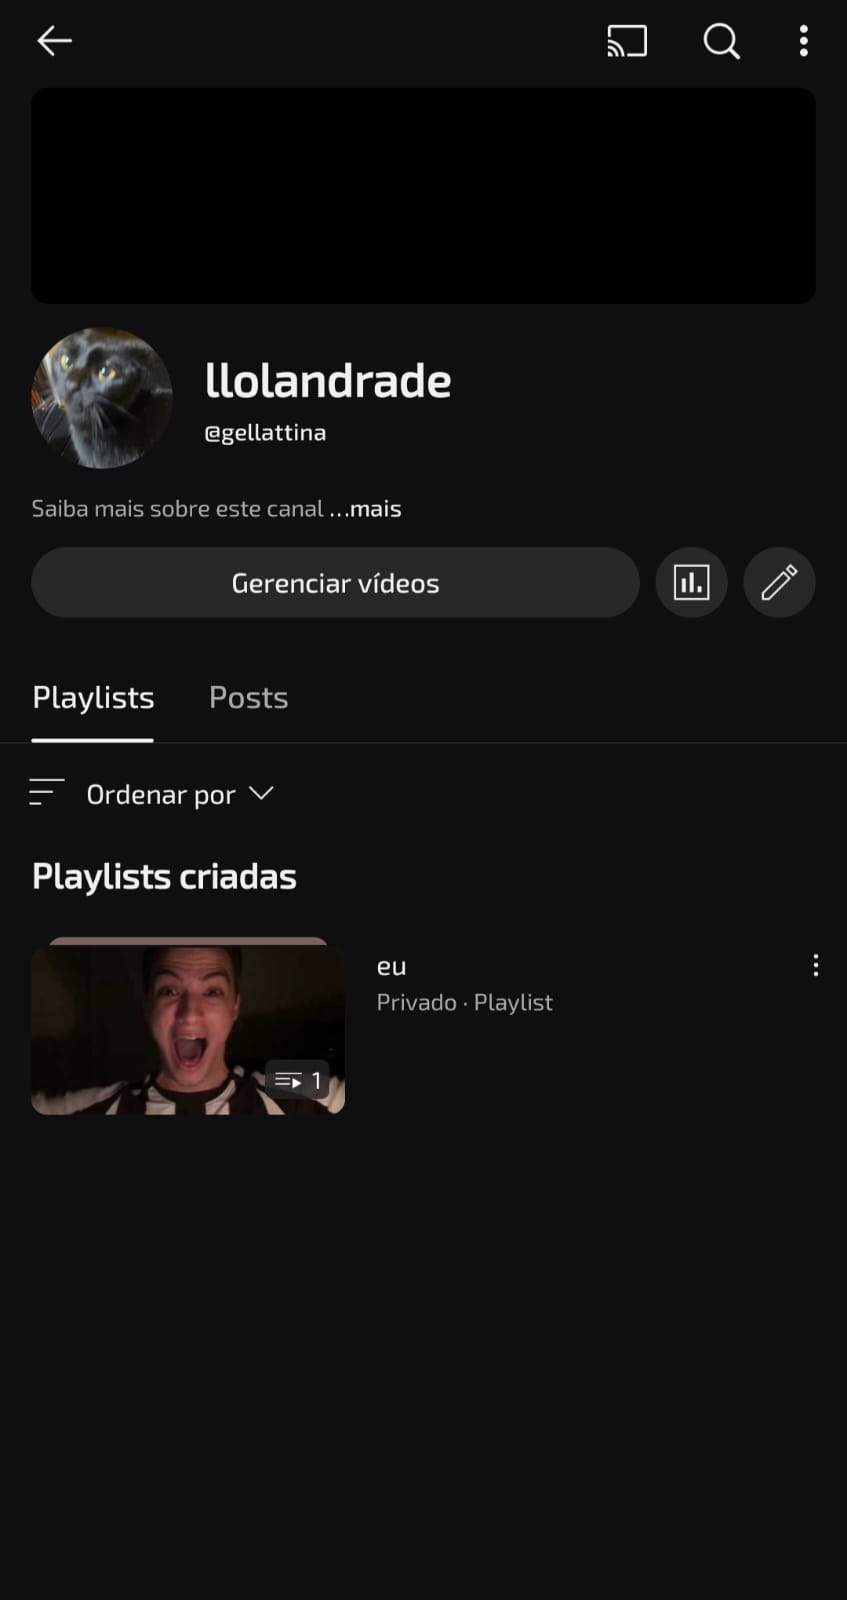 llolandrade
@gellattina
Saiba mais sobre este canal ...mais
Gerenciar vídeos
Playlists
Posts
Ordenar por
Playlists criadas
eu
Privado · Playlist
1